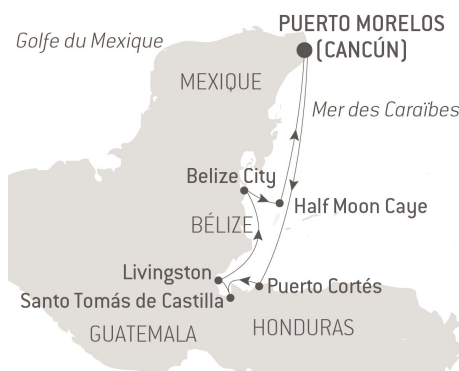 PUERTO MORELOS
(CANCÚN)
Golfe du Mexique
MEXIQUE
Mer des Caraïbes
Belize City
Half Moon Caye
BÉLIZE
Livingston
Puerto Cortés
Santo Tomás de Castilla
GUATEMALA
HONDURAS